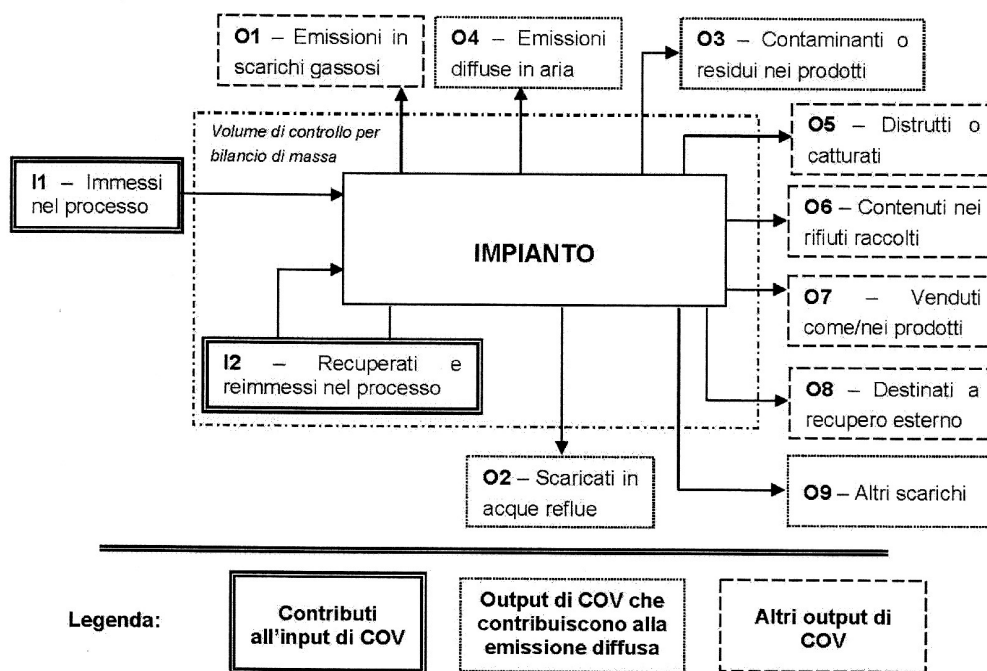 O1 – Emissioni in
scarichi gassosi
O4 – Emissioni
diffuse in aria
O3 – Contaminanti o
residui nei prodotti
Volume di controllo per
bilancio di massa
O5 – Distrutti o
catturati
I1 – Immessi
nel processo
IMPIANTO
O6 – Contenuti nei
rifiuti raccolti
O7 – Venduti
come/nei prodotti
I2 – Recuperati e
reimmessi nel processo
O8 – Destinati a
recupero esterno
O2 – Scaricati in
acque reflue
O9 – Altri scarichi
Legenda:
Contributi
all'input di COV
Output di COV che
contribuiscono alla
emissione diffusa
Altri output di
COV